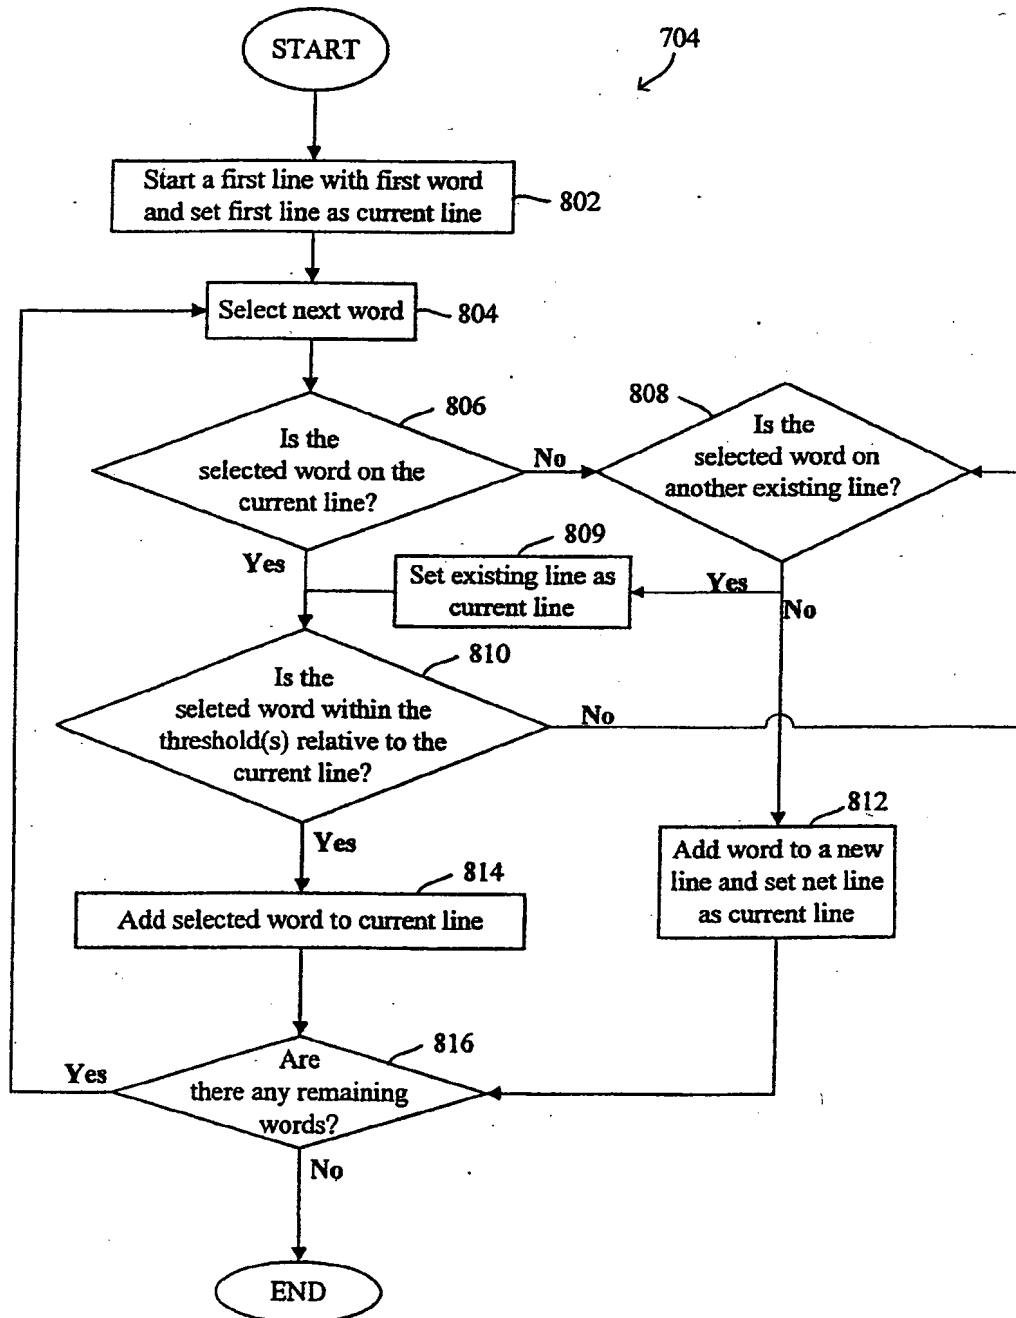 START
704
Start a first line with first word
and set first line as current line
802
Select next word
804
806
Is the
selected word on the
current line?
No
808
Is the
selected word on
another existing line?
809
Yes
Set existing line as
current line
Yes
No
810
Is the
seleted word within the
threshold(s) relative to the
current line?
No
Yes
812
Add word to a new
line and set net line
as current line
814
Add selected word to current line
816
Yes
Are
there any remaining
words?
No
END